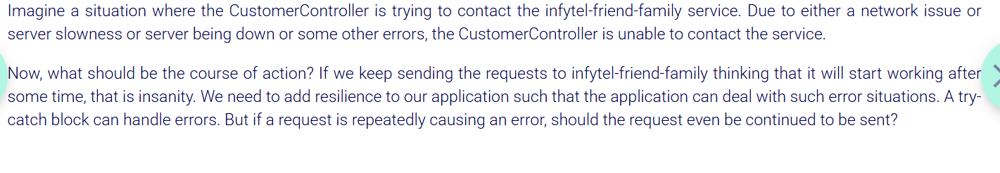 Imagine a situation where the CustomerController is trying to contact the infytel-friend-family service. Due to either a network issue or
server slowness or server being down or some other errors, the CustomerController is unable to contact the service.
Now, what should be the course of action? If we keep sending the requests to infytel-friend-family thinking that it will start working after
some time, that is insanity. We need to add resilience to our application such that the application can deal with such error situations. A try-
catch block can handle errors. But if a request is repeatedly causing an error, should the request even be continued to be sent?